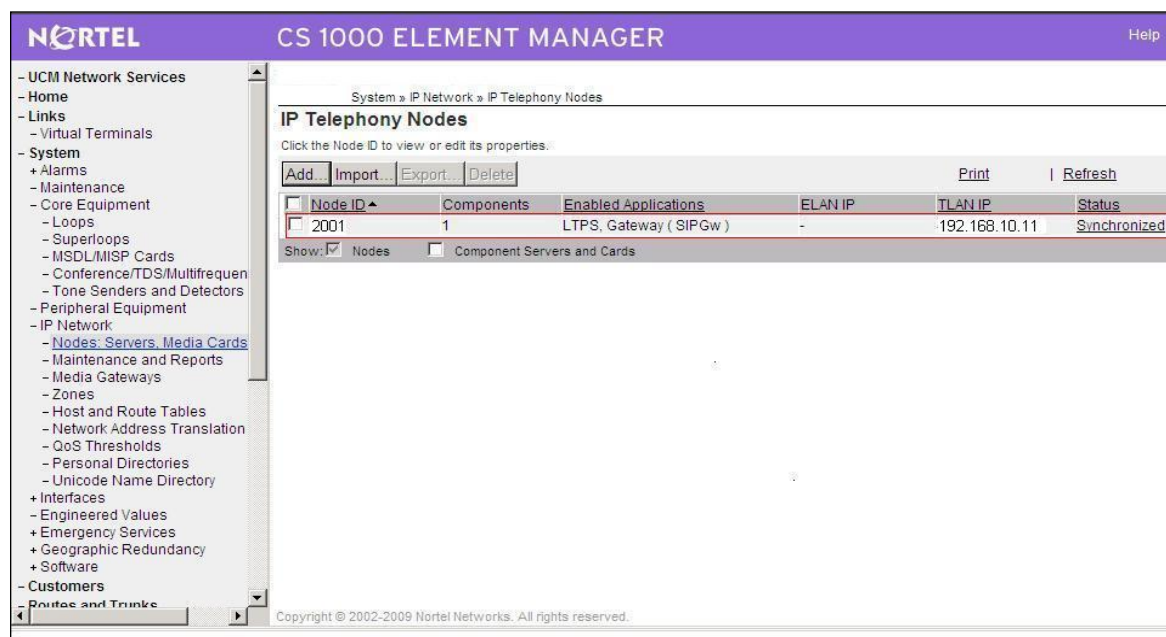 NORTEL
CS 1000 ELEMENT MANAGER
Help
- UCM Network Services
- Home
- Links
- Virtual Terminals
- System
+ Alarms
- Maintenance
- Core Equipment
- Loops
- Superloops
- MSDL/MISP Cards
- Conference/TDS/Multifrequen
- Tone Senders and Detectors
- Peripheral Equipment
- IP Network
- Nodes: Servers, Media Cards
- Maintenance and Reports
- Media Gateways
- Zones
- Host and Route Tables
- Network Address Translation
- QoS Thresholds
- Personal Directories
- Unicode Name Directory
+ Interfaces
- Engineered Values
+ Emergency Services
+ Geographic Redundancy
+ Software
- Customers
- Routes and Trunks
System » IP Network » IP Telephony Nodes
IP Telephony Nodes
Click the Node ID to view or edit its properties.
Add... Import... Export... Delete Print | Refresh
Node ID Components Enabled Applications ELAN IP TLAN IP Status
2001 1 LTPS, Gateway ( SIPGw ) - 192.168.10.11 Synchronized
Show: Nodes Component Servers and Cards
Copyright © 2002-2009 Nortel Networks. All rights reserved.